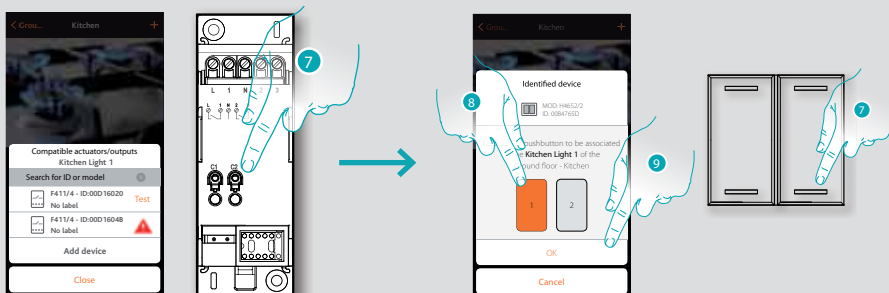 < Grou...
Kitchen
+
Compatible actuators/outputs
Kitchen Light 1
Search for ID or model
F411/4 - ID:00D16020
No label
Test
F411/4 - ID:00D1604B
No label
Add device
Close
L 1 N 2 3
L 1 N 2
C1 C2
7
< Grou...
Kitchen
+
Identified device
MOD: H4652/2
ID: 00B4765D
8
pushbutton to be associated
Kitchen Light 1 of the
ound floor - Kitchen
9
1
2
OK
Cancel
7